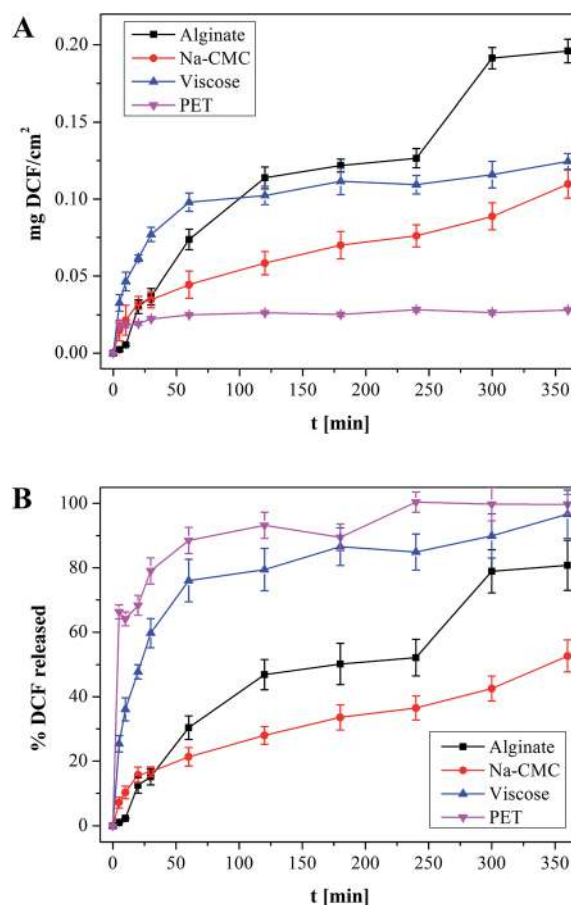 A
Alginate
Na-CMC
Viscose
PET
mg DCF/cm²
0.20
0.15
0.10
0.05
0.00
0 50 100 150 200 250 300 350
t [min]
B
% DCF released
100
80
60
40
20
0
Alginate
Na-CMC
Viscose
PET
0 50 100 150 200 250 300 350
t [min]